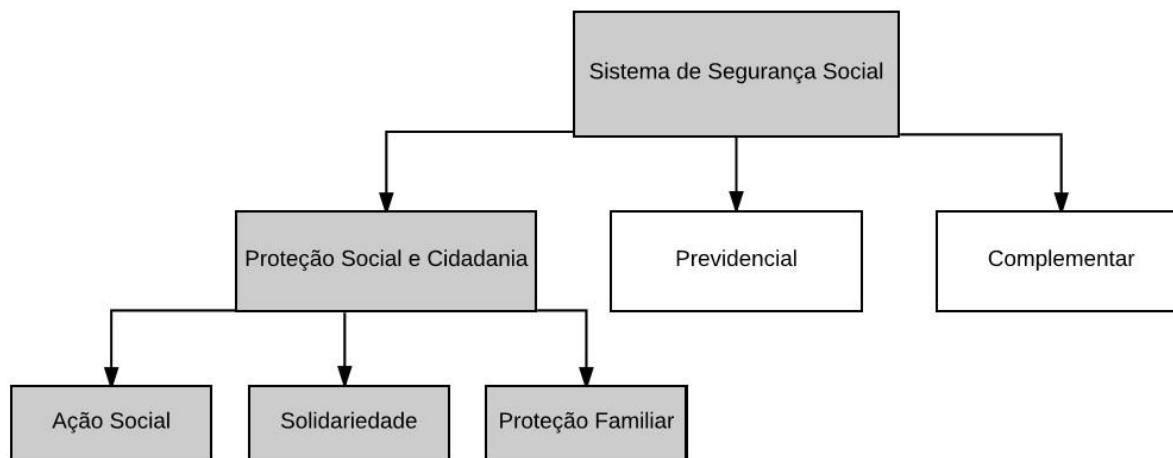 Sistema de Segurança Social
Proteção Social e Cidadania
Previdencial
Complementar
Ação Social
Solidariedade
Proteção Familiar